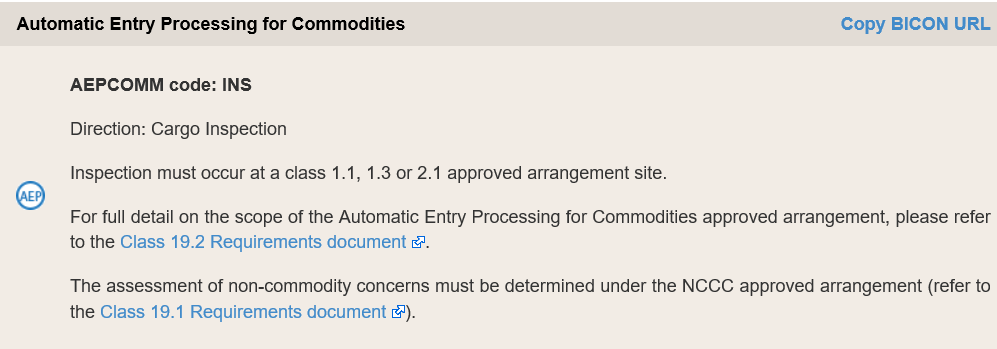 Automatic Entry Processing for Commodities Copy BICON URL
AEPCOMM code: INS
Direction: Cargo Inspection
Inspection must occur at a class 1.1, 1.3 or 2.1 approved arrangement site.
AEP
For full detail on the scope of the Automatic Entry Processing for Commodities approved arrangement, please refer
to the Class 19.2 Requirements document.
The assessment of non-commodity concerns must be determined under the NCCC approved arrangement (refer to
the Class 19.1 Requirements document).